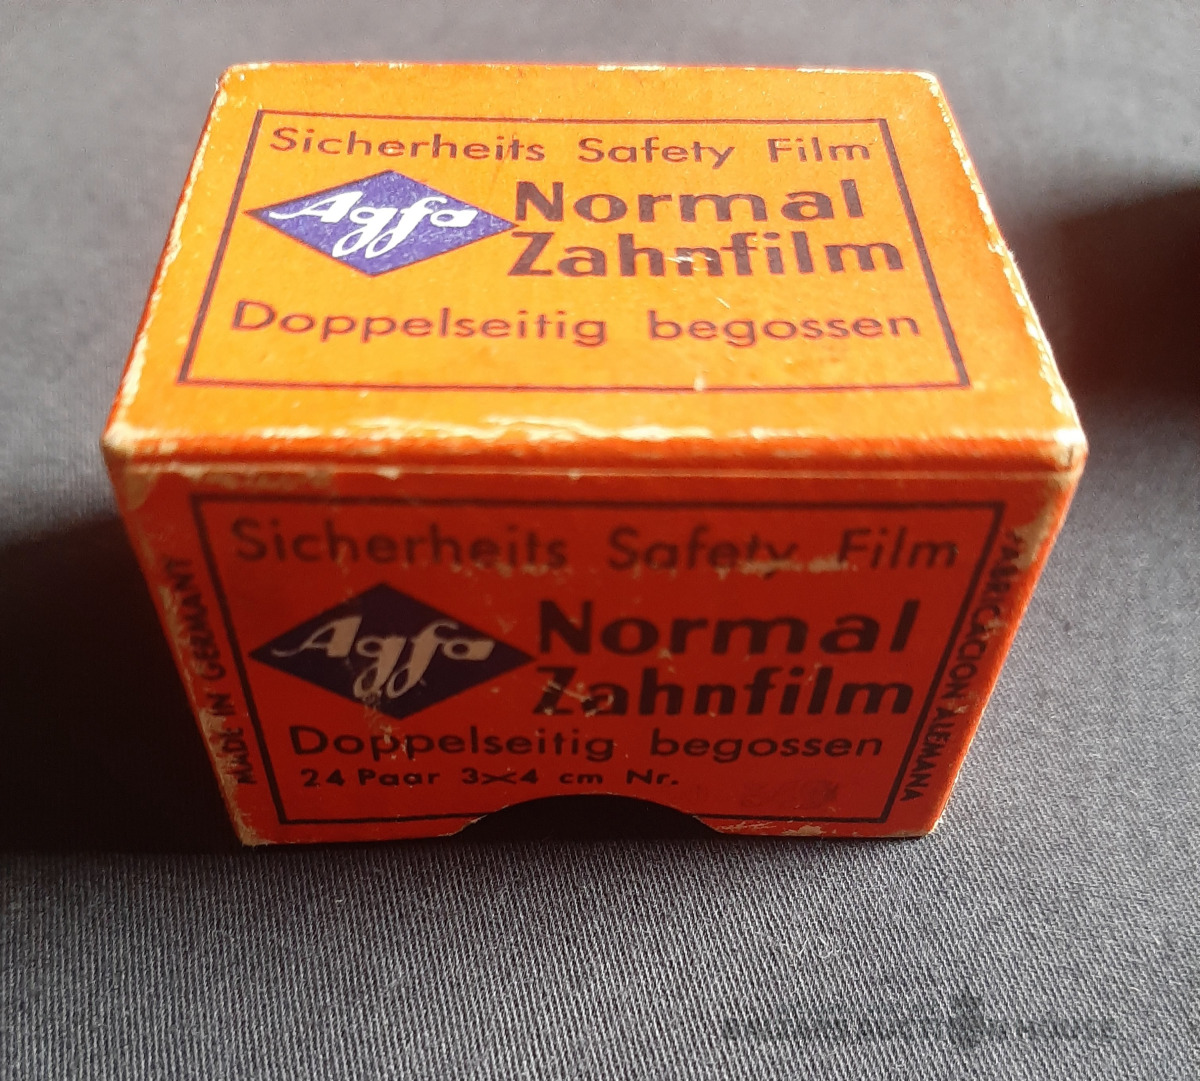 Sicherheits Safety Film
Agfa
Normal
Zahnfilm
Doppelseitig begossen
Sicherheits Safety Film
Agfa
Normal
Zahnfilm
Doppelseitig begossen
24 Paar 3×4 cm Nr.
MADE IN GERMANY
FABRICACION ALEMANA